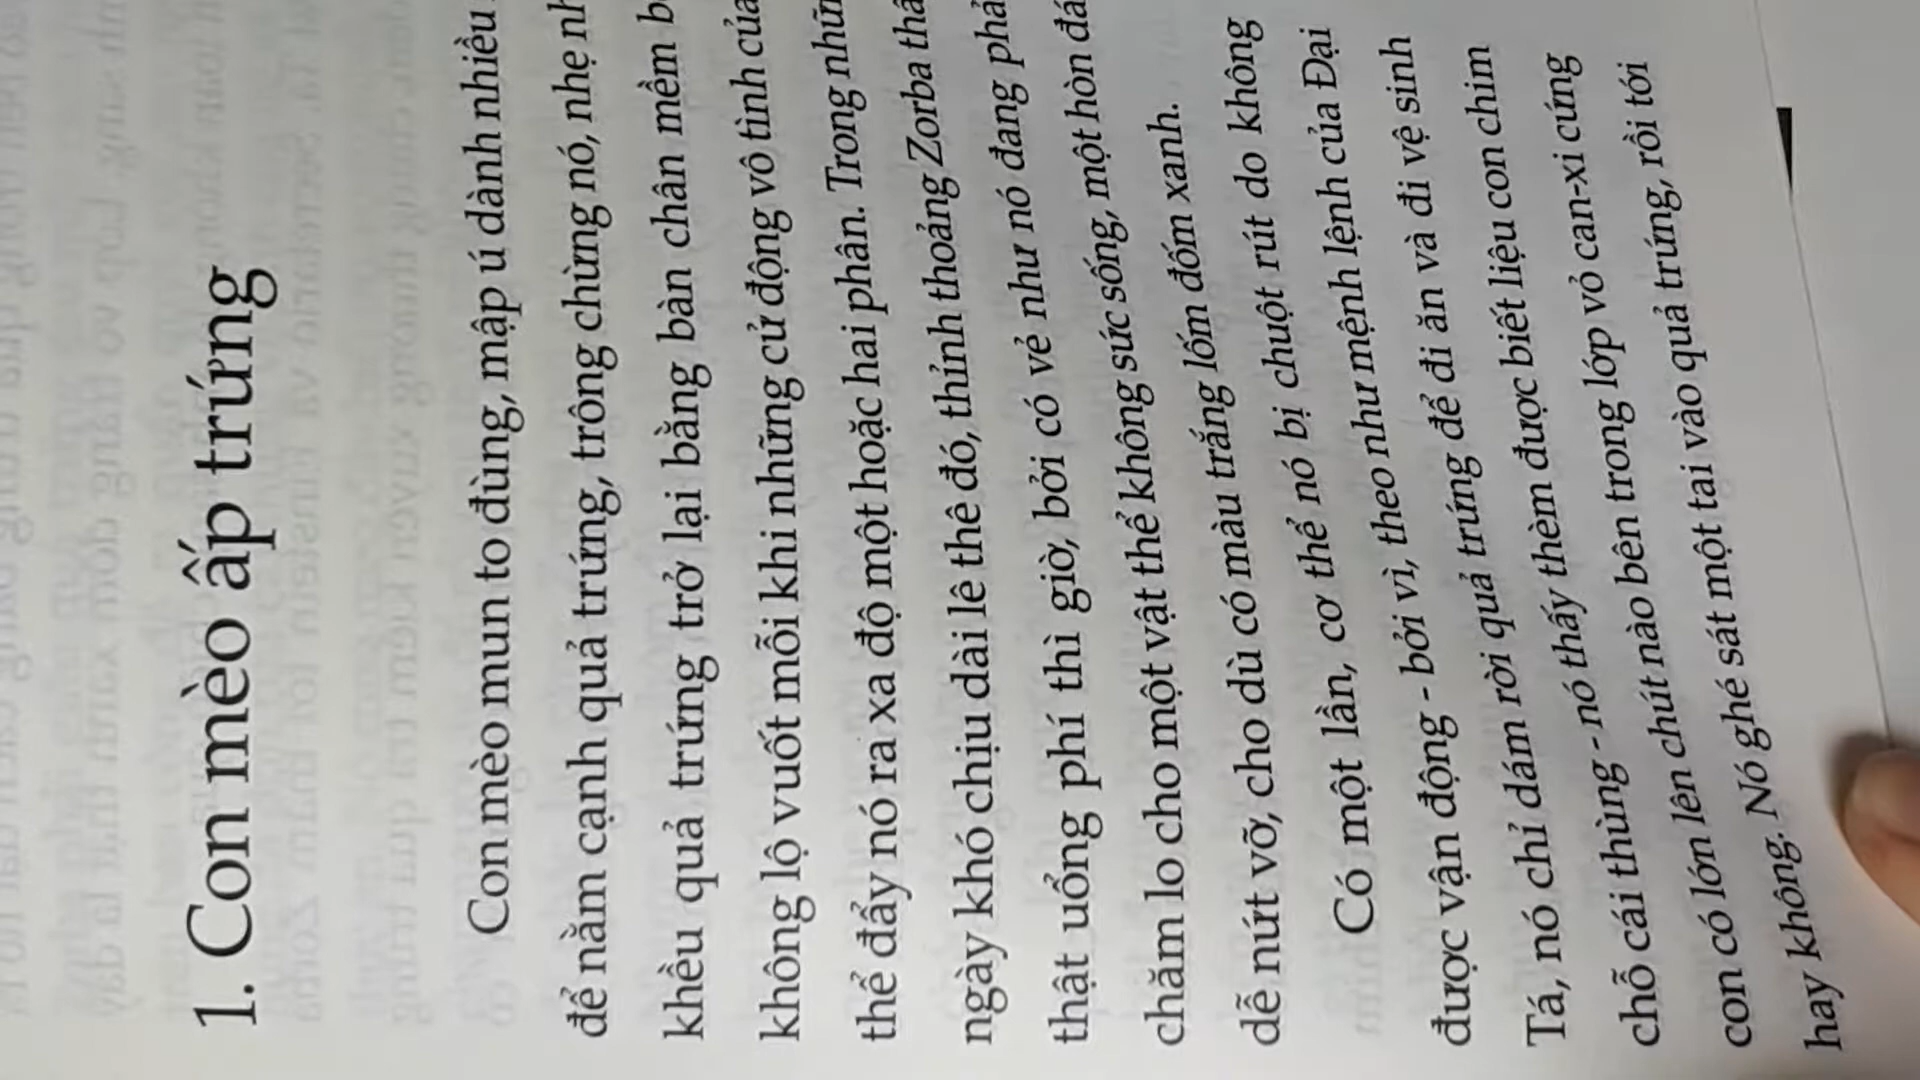 1. Con mèo ấp trứng
Con mèo mun to đùng, mập ú dành nhiều
để nằm cạnh quả trứng, trông chừng nó, nhẹ
khều quả trứng trở lại bằng bàn chân mềm
không lộ vuốt mỗi khi những cử động vô tình của
thể đẩy nó ra xa độ một hoặc hai phân. Trong
ngày khó chịu dài lê thê đó, thỉnh thoảng Zorba
thật uổng phí thì giờ, bởi có vẻ như nó đang
chăm lo cho một vật thể không sức sống, một hòn
dễ nứt vỡ, cho dù có màu trắng lốm đốm xanh.
Có một lần, cơ thể nó bị chuột rút do không
được vận động - bởi vì, theo như mệnh lệnh của Đại
Tá, nó chỉ dám rời quả trứng để đi ăn và đi vệ sinh
chỗ cái thùng - nó thấy thèm được biết liệu con chim
con có lớn lên chút nào bên trong lớp vỏ can-xi cứng
hay không. Nó ghé sát một tai vào quả trứng, rồi tới